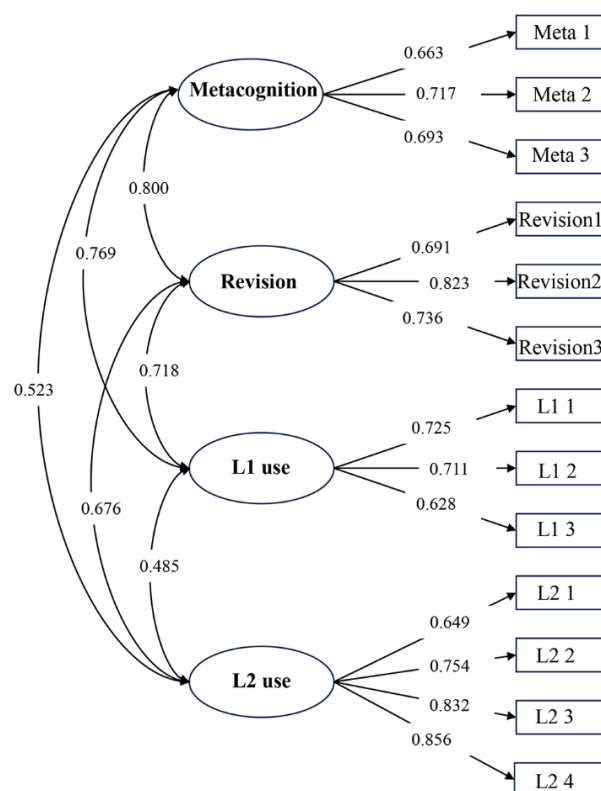 Meta 1
0.663
Metacognition
0.717
Meta 2
0.693
Meta 3
0.800
Revision1
0.691
0.769
Revision
0.823
Revision2
0.736
Revision3
0.718
0.523
L1 1
0.725
L1 use
0.711
L1 2
0.676
0.628
L1 3
0.485
L2 1
0.649
L2 2
0.754
L2 use
0.832
L2 3
0.856
L2 4